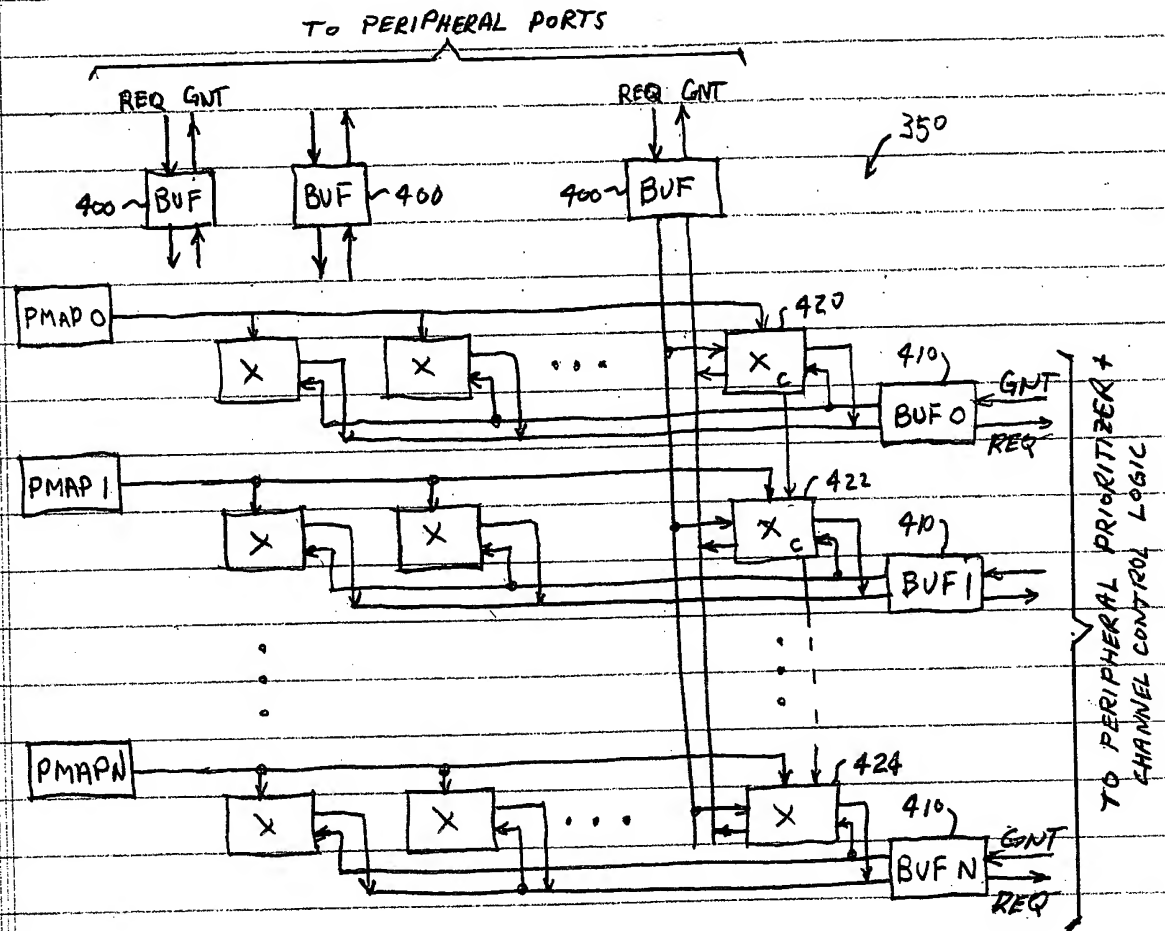 TO PERIPHERAL PORTS
REQ GNT
REQ GNT
350
400 BUF
BUF 400
400 BUF
PMAP 0
420
X
X
X C
410
GNT
BUF 0
REQ
PMAP 1
422
X
X
X C
410
BUF 1
PMAP N
424
X
X
X
410
GNT
BUF N
REQ
TO PERIPHERAL PRIORITIZER +
CHANNEL CONTROL LOGIC